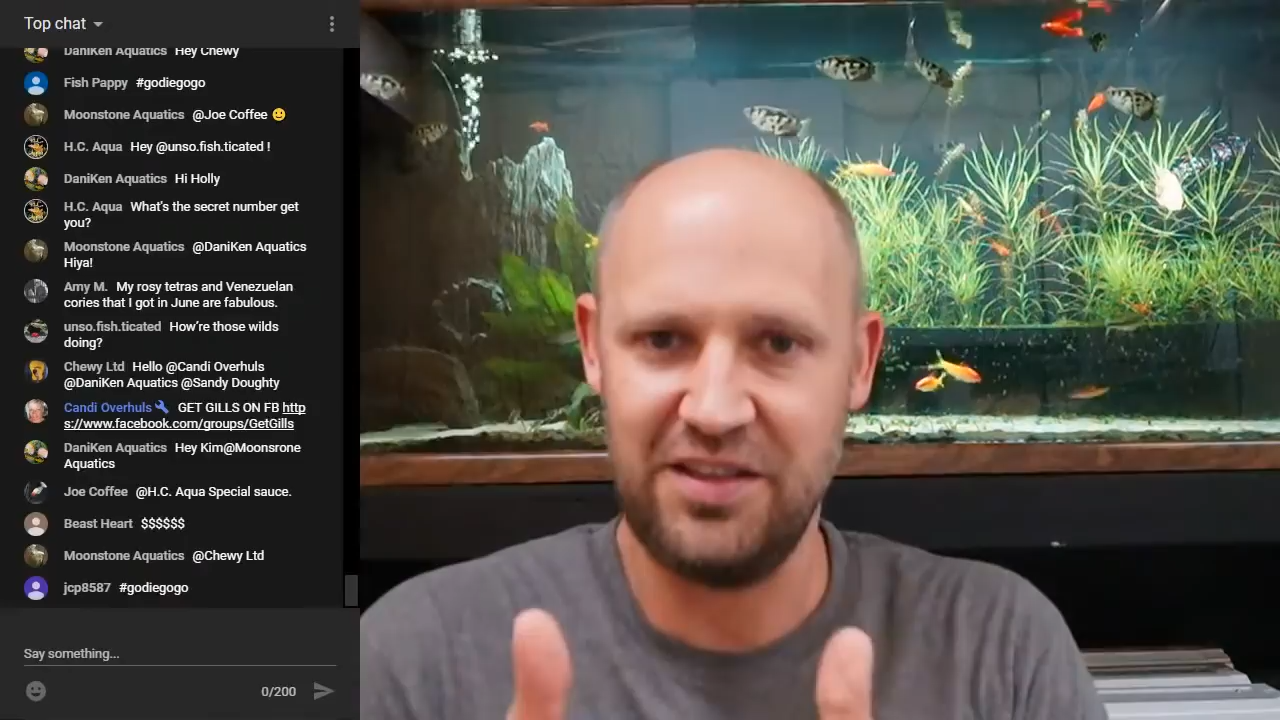 Top chat
DaniKen Aquatics Hey Chewy
Fish Pappy #godiegogo
Moonstone Aquatics @Joe Coffee
H.C. Aqua Hey @unso.fish.ticated !
DaniKen Aquatics Hi Holly
H.C. Aqua What's the secret number get
you?
Moonstone Aquatics @DaniKen Aquatics
Hiya!
Amy M. My rosy tetras and Venezuelan
cories that I got in June are fabulous.
unso.fish.ticated How're those wilds
doing?
Chewy Ltd Hello @Candi Overhuls
@DaniKen Aquatics @Sandy Doughty
Candi Overhuls GET GILLS ON FB http
s://www.facebook.com/groups/GetGills
DaniKen Aquatics Hey Kim@Moonsrone
Aquatics
Joe Coffee @H.C. Aqua Special sauce.
Beast Heart $$$$$$
Moonstone Aquatics @Chewy Ltd
jcp8587 #godiegogo
Say something...
0/200